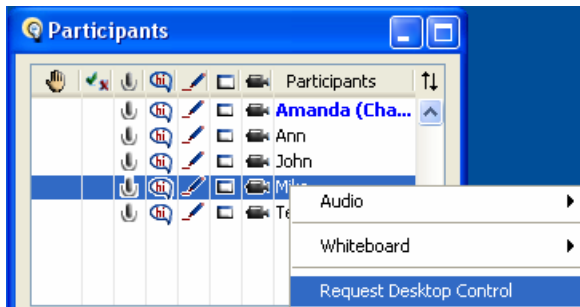 Participants
Participants
Amanda (Cha...
Ann
John
Audio
Whiteboard
Request Desktop Control